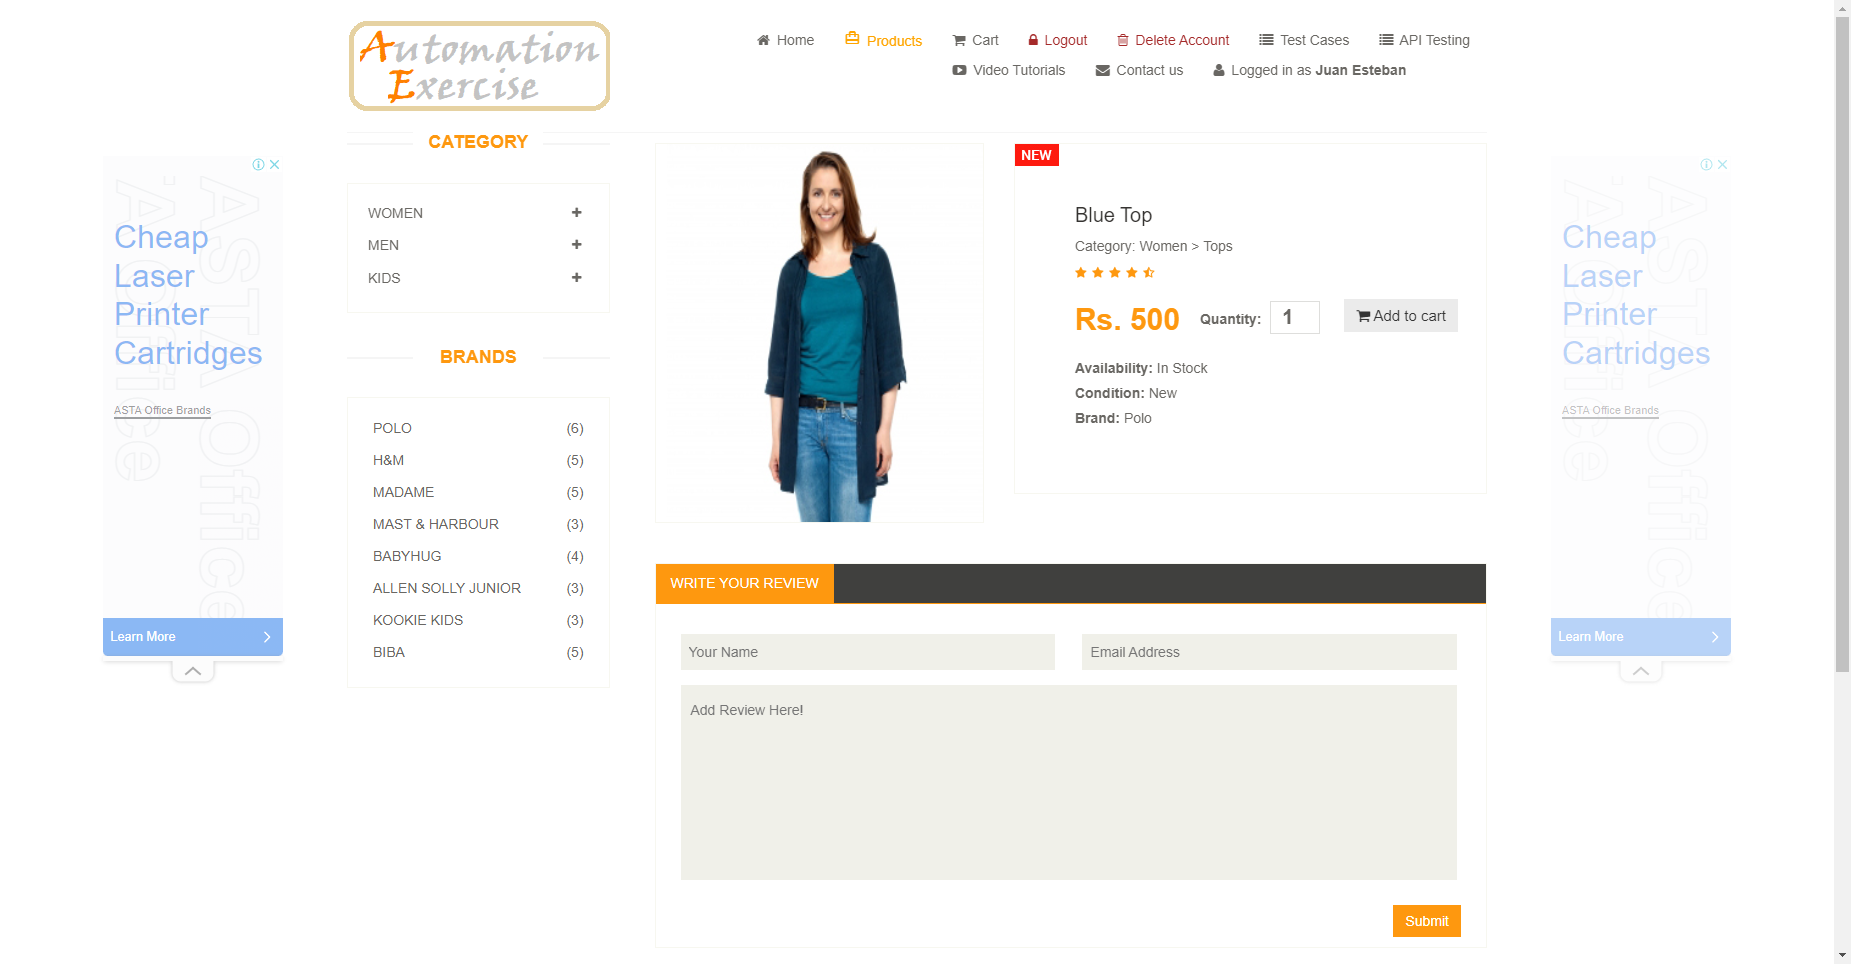 Automation
Exercise
Home
Products
Cart
Logout
Delete Account
Test Cases
API Testing
Video Tutorials
Contact us
Logged in as Juan Esteban
CATEGORY
WOMEN
MEN
KIDS
BRANDS
POLO (6)
H&M (5)
MADAME (5)
MAST & HARBOUR (3)
BABYHUG (4)
ALLEN SOLLY JUNIOR (3)
KOOKIE KIDS (3)
BIBA (5)
NEW
Blue Top
Category: Women > Tops
Rs. 500
Quantity: 1
Add to cart
Availability: In Stock
Condition: New
Brand: Polo
WRITE YOUR REVIEW
Your Name
Email Address
Add Review Here!
Submit
ASTA Office
Cheap
Laser
Printer
Cartridges
ASTA Office Brands
Learn More
ASTA Office
Cheap
Laser
Printer
Cartridges
ASTA Office Brands
Learn More